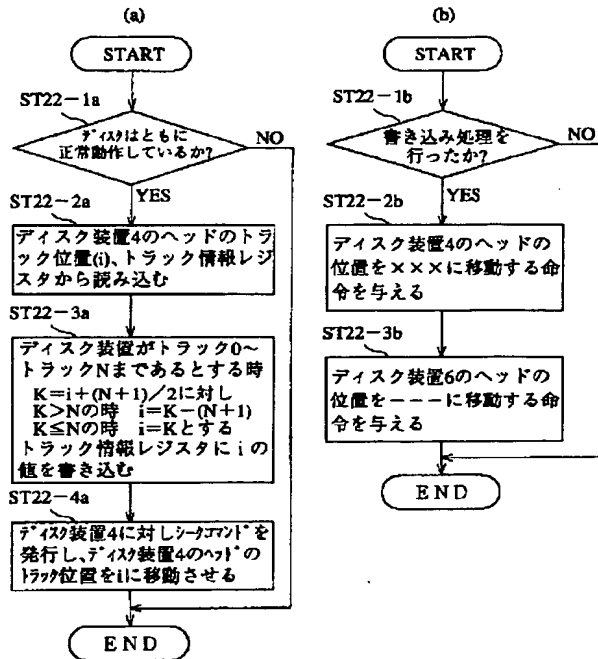 (a)
START
ST22-1a
ディスクはともに
正常動作しているか?
NO
YES
ST22-2a
ディスク装置4のヘッドのトラ
ック位置(i)、トラック情報レジ
スタから読み込む
ST22-3a
ディスク装置がトラック0~
トラックNまであるとする時
K=i+(N+1)/2に対し
K>Nの時 i=K-(N+1)
K≦Nの時 i=Kとする
トラック情報レジスタにiの
値を書き込む
ST22-4a
ディスク装置4に対しシークコマンドを
発行し、ディスク装置4のヘッドの
トラック位置をiに移動させる
END
(b)
START
ST22-1b
書き込み処理を
行ったか?
NO
YES
ST22-2b
ディスク装置4のヘッドの
位置を×××に移動する命
令を与える
ST22-3b
ディスク装置6のヘッドの
位置を---に移動する命
令を与える
END